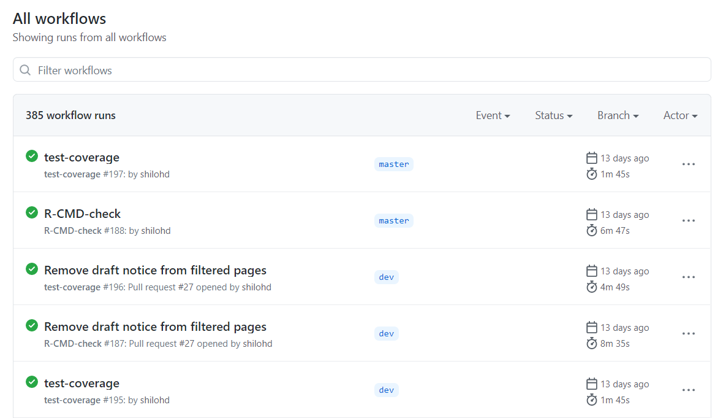 All workflows
Showing runs from all workflows
Filter workflows
385 workflow runs
Event
Status
Branch
Actor
test-coverage
test-coverage #197: by shilohd
master
13 days ago
1m 45s
R-CMD-check
R-CMD-check #188: by shilohd
master
13 days ago
6m 47s
Remove draft notice from filtered pages
test-coverage #196: Pull request #27 opened by shilohd
dev
13 days ago
4m 49s
Remove draft notice from filtered pages
R-CMD-check #187: Pull request #27 opened by shilohd
dev
13 days ago
8m 35s
test-coverage
test-coverage #195: by shilohd
dev
13 days ago
1m 45s